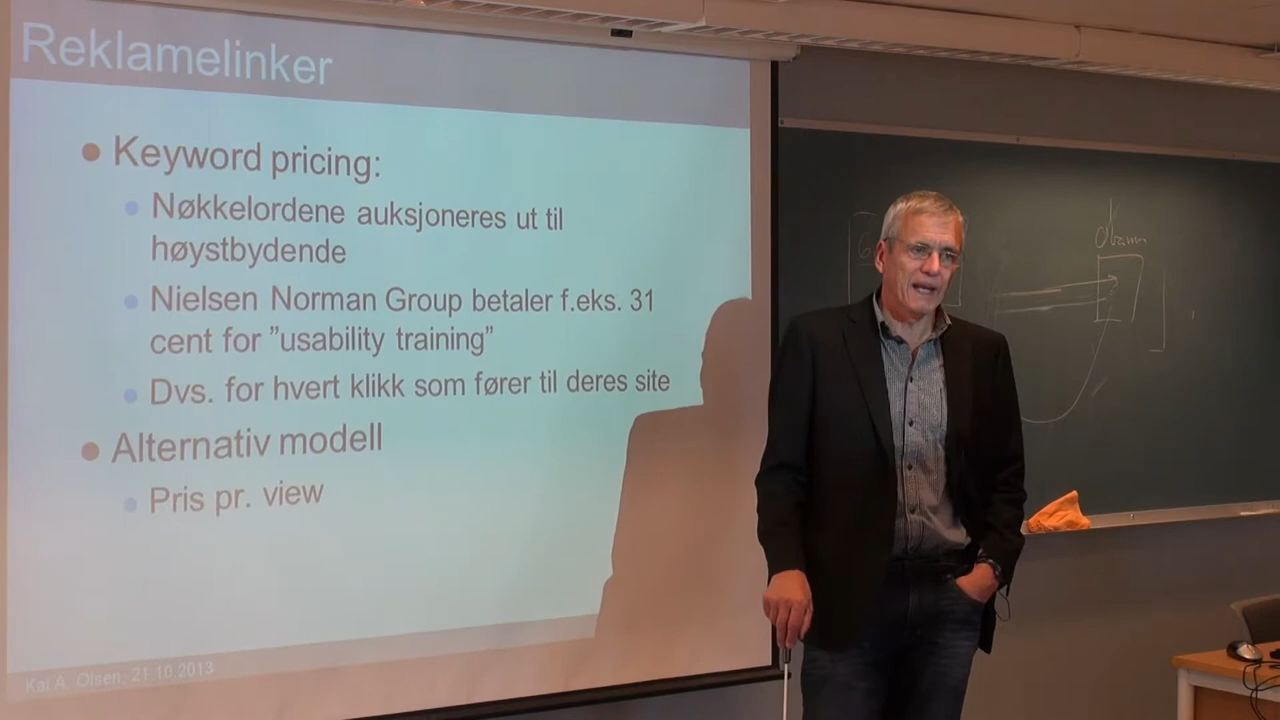 Reklamelinker
Keyword pricing:
Nøkkelordene auksjoneres ut til
høystbydende
Nielsen Norman Group betaler f.eks. 31
cent for ”usability training”
Dvs. for hvert klikk som fører til deres site
Alternativ modell
Pris pr. view
Kai A. Olsen, 21.10.2013